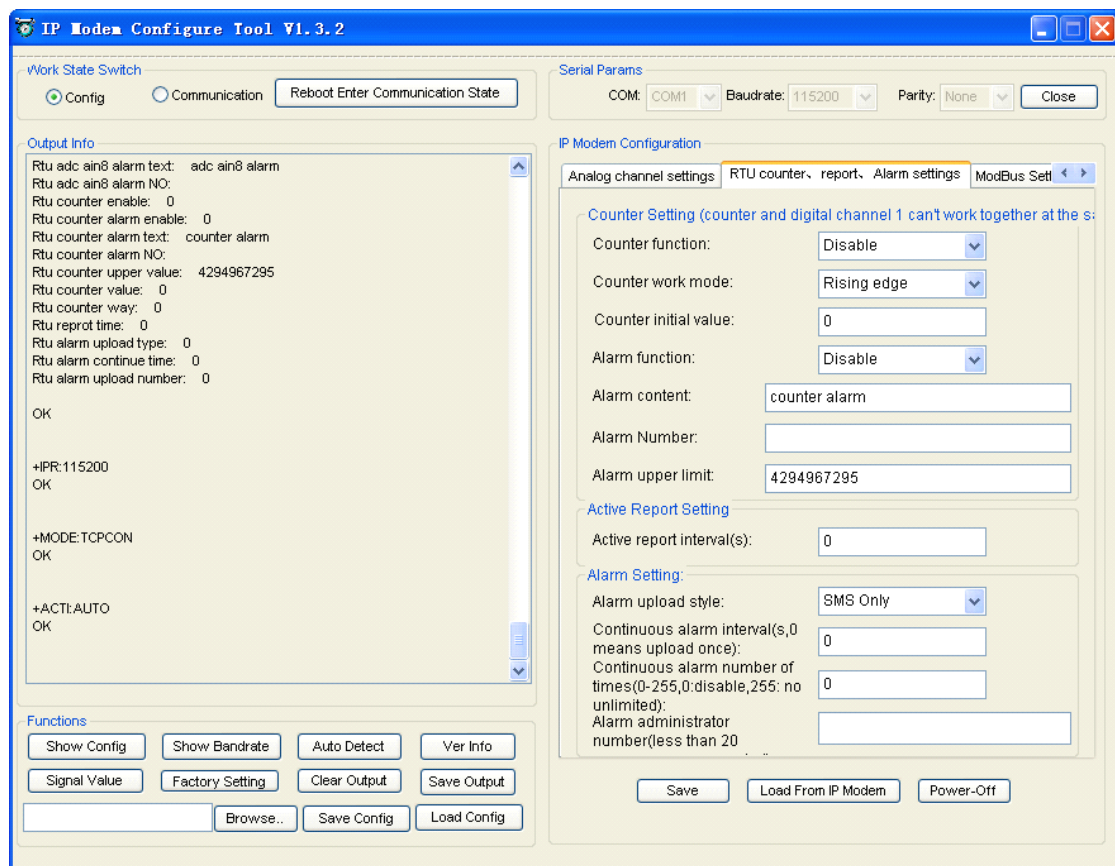 IP Modem Configure Tool V1.3.2
Work State Switch
Config
Communication
Reboot Enter Communication State
Serial Params
COM: COM1
Baudrate: 115200
Parity: None
Close
Output Info
Rtu adc ain8 alarm text: adc ain8 alarm
Rtu adc ain8 alarm NO:
Rtu counter enable: 0
Rtu counter alarm enable: 0
Rtu counter alarm text: counter alarm
Rtu counter alarm NO:
Rtu counter upper value: 4294967295
Rtu counter value: 0
Rtu counter way: 0
Rtu reprot time: 0
Rtu alarm upload type: 0
Rtu alarm continue time: 0
Rtu alarm upload number: 0
OK
+IPR:115200
OK
+MODE:TCPCON
OK
+ACTI:AUTO
OK
Functions
Show Config
Show Bandrate
Auto Detect
Ver Info
Signal Value
Factory Setting
Clear Output
Save Output
Browse..
Save Config
Load Config
IP Modem Configuration
Analog channel settings
RTU counter、report、Alarm settings
ModBus Sett
Counter Setting (counter and digital channel 1 can't work together at the sa
Counter function: Disable
Counter work mode: Rising edge
Counter initial value: 0
Alarm function: Disable
Alarm content: counter alarm
Alarm Number:
Alarm upper limit: 4294967295
Active Report Setting
Active report interval(s): 0
Alarm Setting:
Alarm upload style: SMS Only
Continuous alarm interval(s,0
means upload once): 0
Continuous alarm number of
times(0-255,0:disable,255: no
unlimited): 0
Alarm administrator
number(less than 20
Save
Load From IP Modem
Power-Off